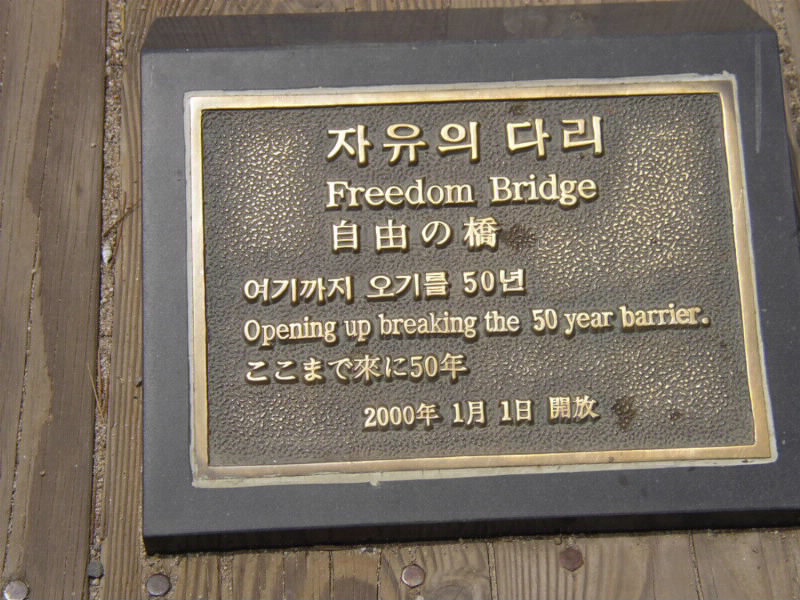 자유의 다리
Freedom Bridge
自由の橋
여기까지 오기를 50년
Opening up breaking the 50 year barrier.
ここまで來に50年
2000年 1月 1日 開放